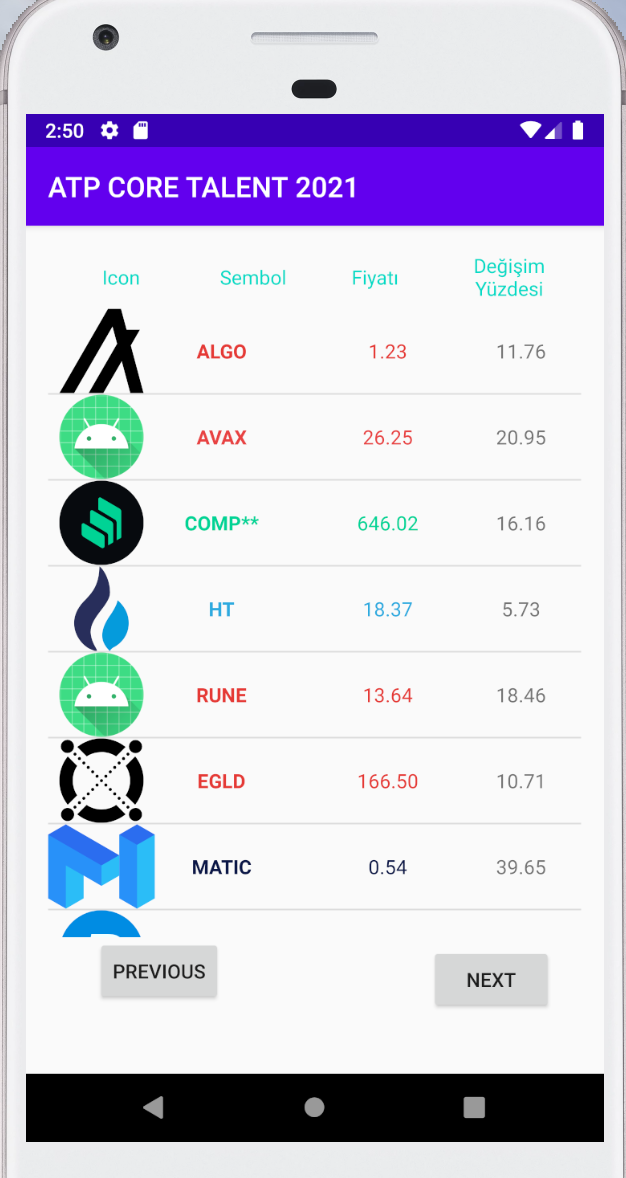 2:50
ATP CORE TALENT 2021
Icon Sembol Fiyatı Değişim
Yüzdesi
ALGO 1.23 11.76
AVAX 26.25 20.95
COMP** 646.02 16.16
HT 18.37 5.73
RUNE 13.64 18.46
EGLD 166.50 10.71
MATIC 0.54 39.65
PREVIOUS
NEXT